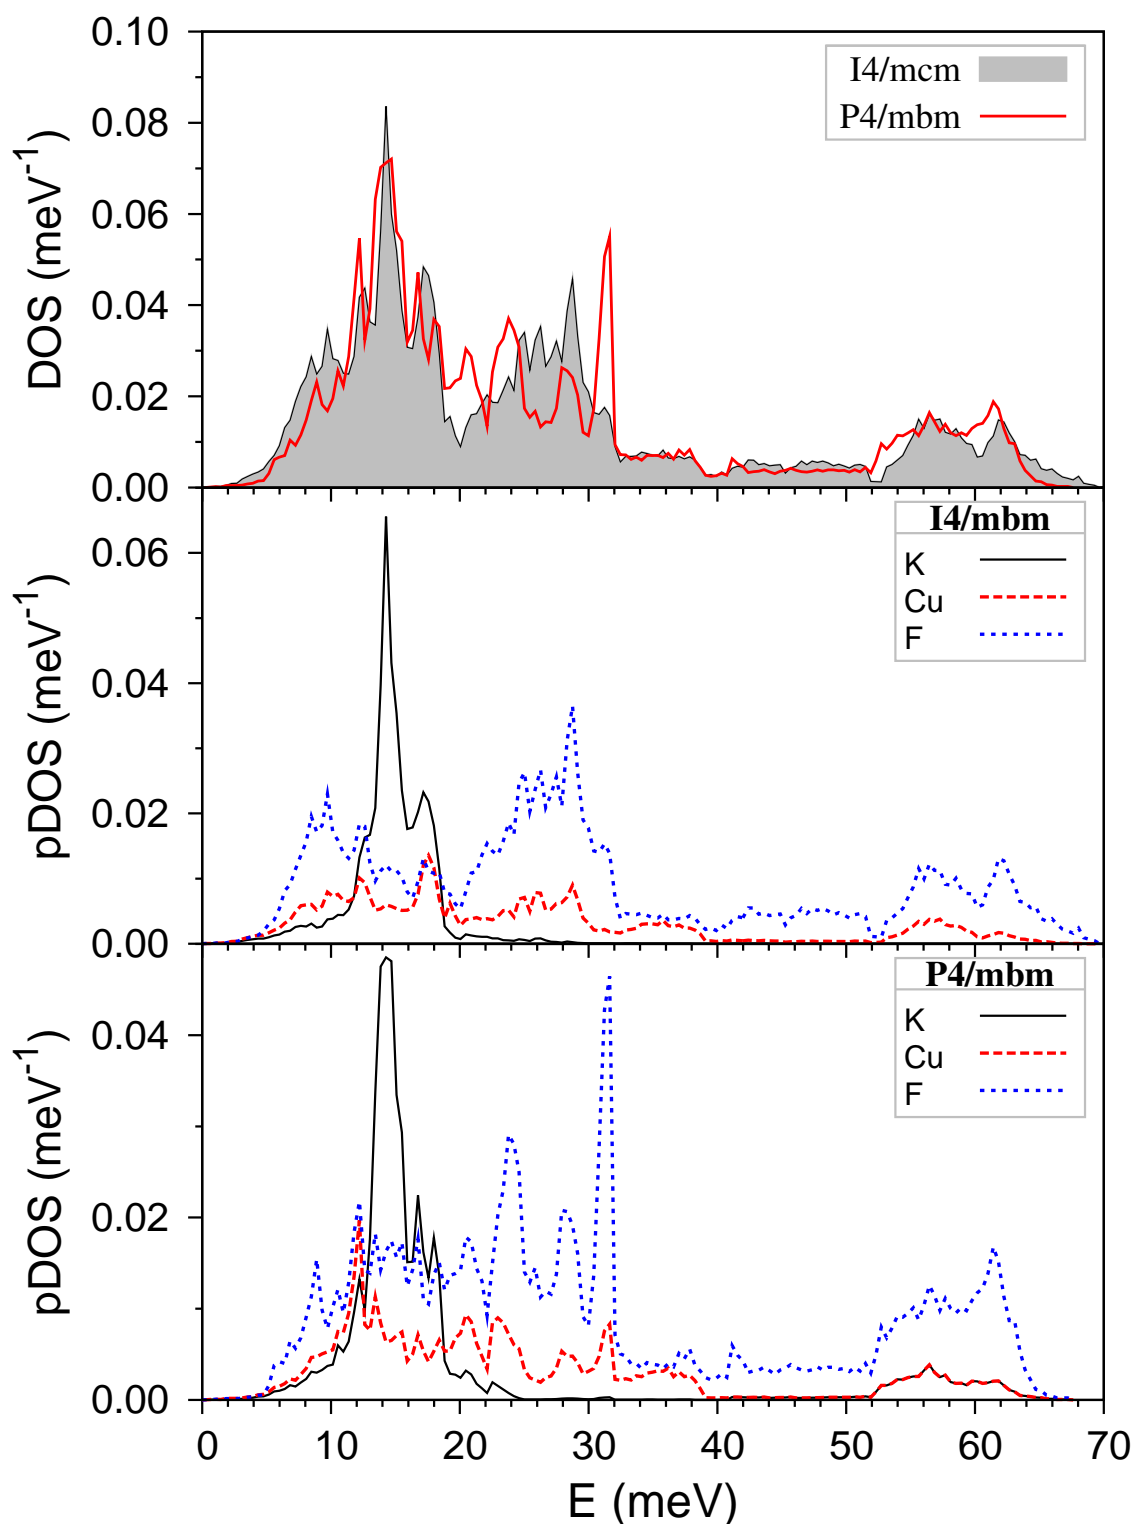 0.10
0.08
0.06
0.04
0.02
0.00
DOS (meV⁻¹)
I4/mcm
P4/mbm
0.06
0.04
0.02
0.00
pDOS (meV⁻¹)
I4/mbm
K
Cu
F
0.04
0.02
0.00
pDOS (meV⁻¹)
P4/mbm
K
Cu
F
0 10 20 30 40 50 60 70
E (meV)